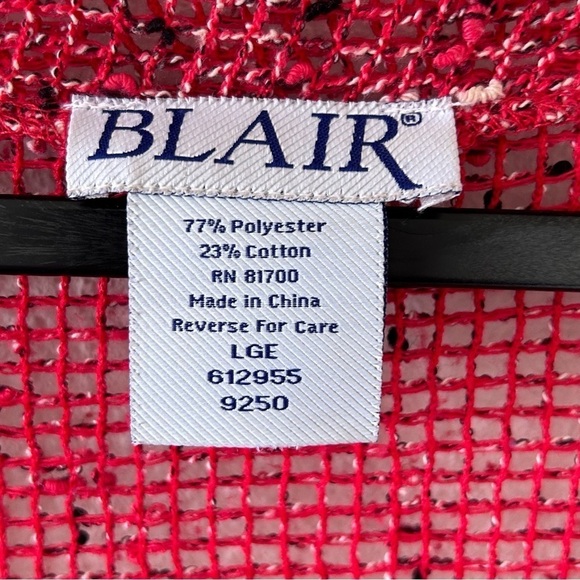 BLAIR®
77% Polyester
23% Cotton
RN 81700
Made in China
Reverse For Care
LGE
612955
9250